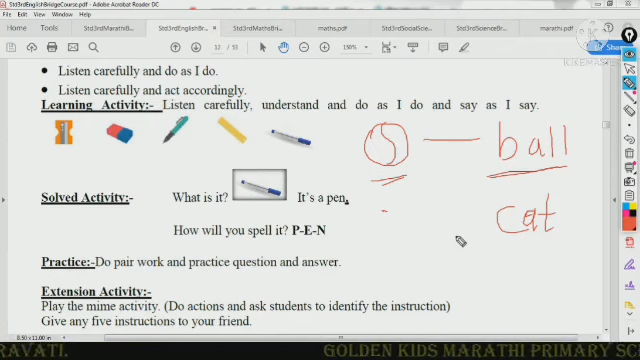 Std3rdEnglishBridgeCourse.pdf - Adobe Acrobat Reader DC
File Edit View Window Help
Home Tools
Std3rdMarathiB... Std3rdEnglishBr... × Std3rdMathsBrid... maths.pdf Std3rdSocialScie... Std3rdScienceBr... marathi.pdf
12 / 53 150% Share
• Listen carefully and do as I do.
• Listen carefully and act accordingly.
Learning Activity:- Listen carefully, understand and do as I do and say as I say.
ball
Solved Activity:- What is it? It's a pen.
cat
How will you spell it? P-E-N
Practice:- Do pair work and practice question and answer.
Extension Activity:-
Play the mime activity. (Do actions and ask students to identify the instruction)
Give any five instructions to your friend.
8.50 x 11.00 in
RAVATI. GOLDEN KIDS MARATHI PRIMARY SC